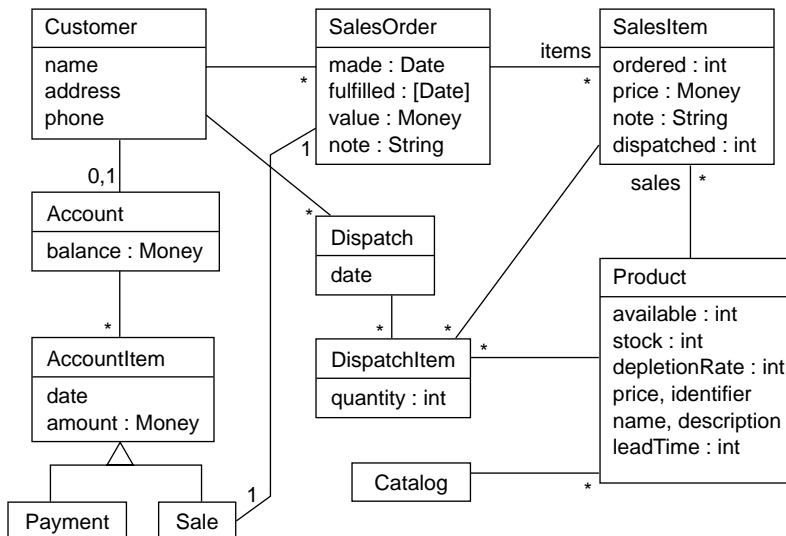 Customer
name
address
phone
SalesOrder
made : Date
fulfilled : [Date]
value : Money
note : String
*
items
*
SalesItem
ordered : int
price : Money
note : String
dispatched : int
1
0,1
sales *
Account
balance : Money
*
Dispatch
date
Product
available : int
stock : int
depletionRate : int
price, identifier
name, description
leadTime : int
*
AccountItem
date
amount : Money
*
*
DispatchItem
quantity : int
*
Catalog
*
Payment
Sale
1